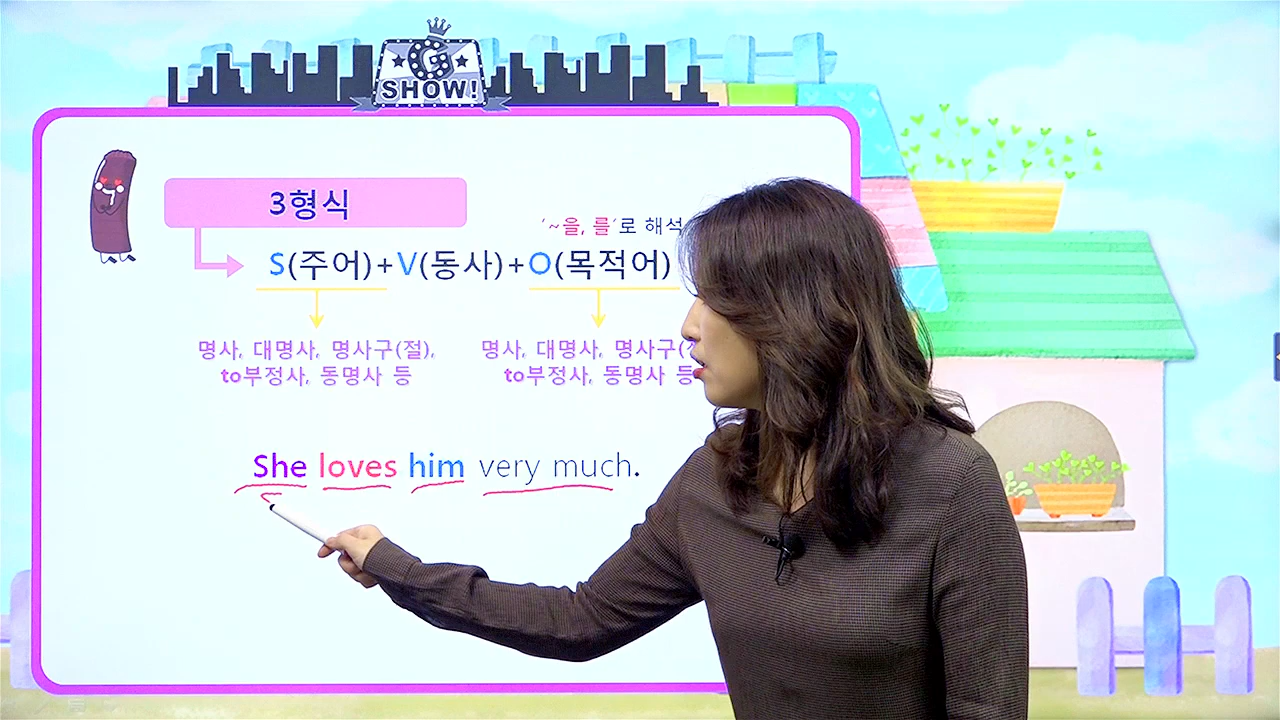 G
SHOW!
3형식
'~을, 를'로 해석
S(주어)+V(동사)+O(목적어)
명사, 대명사, 명사구(절),
to부정사, 동명사 등
명사, 대명사, 명사구
to부정사, 동명사 등
She loves him very much.